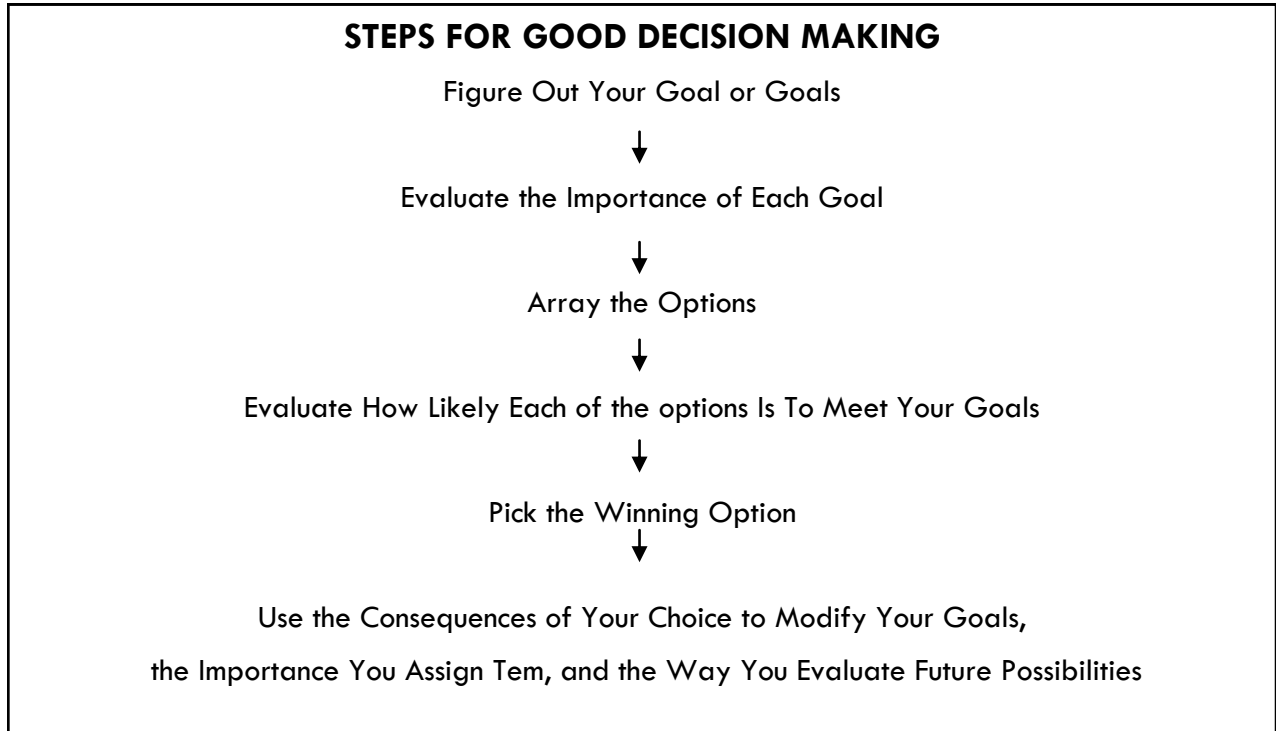 STEPS FOR GOOD DECISION MAKING
Figure Out Your Goal or Goals
Evaluate the Importance of Each Goal
Array the Options
Evaluate How Likely Each of the options Is To Meet Your Goals
Pick the Winning Option
Use the Consequences of Your Choice to Modify Your Goals,
the Importance You Assign Tem, and the Way You Evaluate Future Possibilities